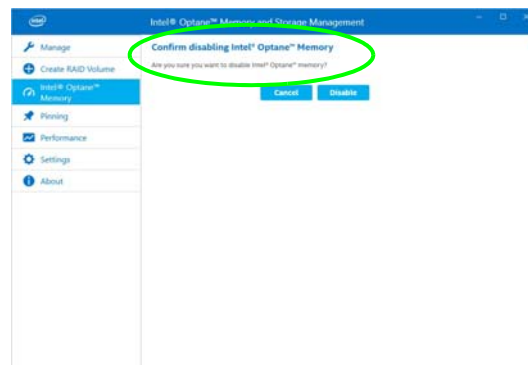 intel
Intel® Optane™ Memory and Storage Management
Manage
Create RAID Volume
Intel® Optane™
Memory
Pinning
Performance
Settings
About
Confirm disabling Intel® Optane™ Memory
Are you sure you want to disable Intel® Optane™ memory?
Cancel Disable